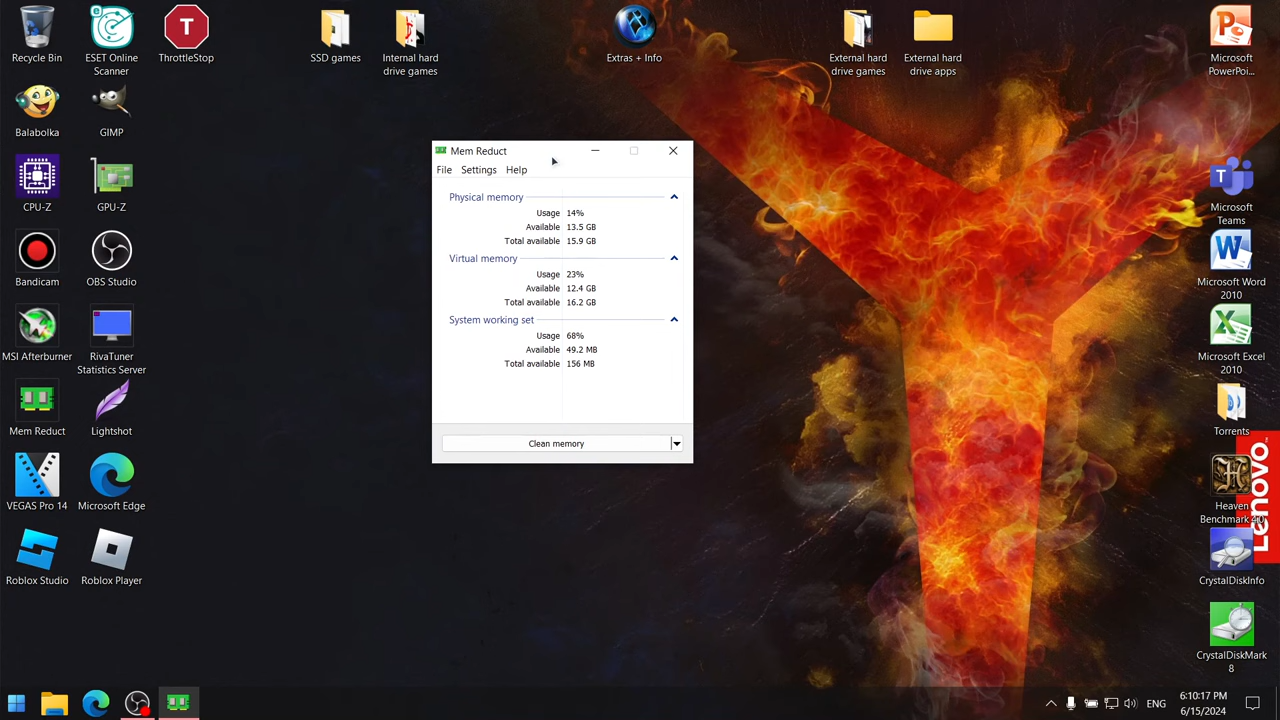 Recycle Bin
ESET Online
Scanner
ThrottleStop
SSD games
Internal hard
drive games
Extras + Info
External hard
drive games
External hard
drive apps
Microsoft
PowerPoi...
Balabolka
GIMP
CPU-Z
GPU-Z
Bandicam
OBS Studio
MSI Afterburner
RivaTuner
Statistics Server
Mem Reduct
Lightshot
VEGAS Pro 14
Microsoft Edge
Roblox Studio
Roblox Player
Mem Reduct
File Settings Help
Physical memory
Usage 14%
Available 13.5 GB
Total available 15.9 GB
Virtual memory
Usage 23%
Available 12.4 GB
Total available 16.2 GB
System working set
Usage 68%
Available 49.2 MB
Total available 156 MB
Clean memory
Microsoft
Teams
Microsoft Word
2010
Microsoft Excel
2010
Torrents
Heaven
Benchmark 4.0
Lenovo
CrystalDiskInfo
CrystalDiskMark
8
ENG
6:10:17 PM
6/15/2024